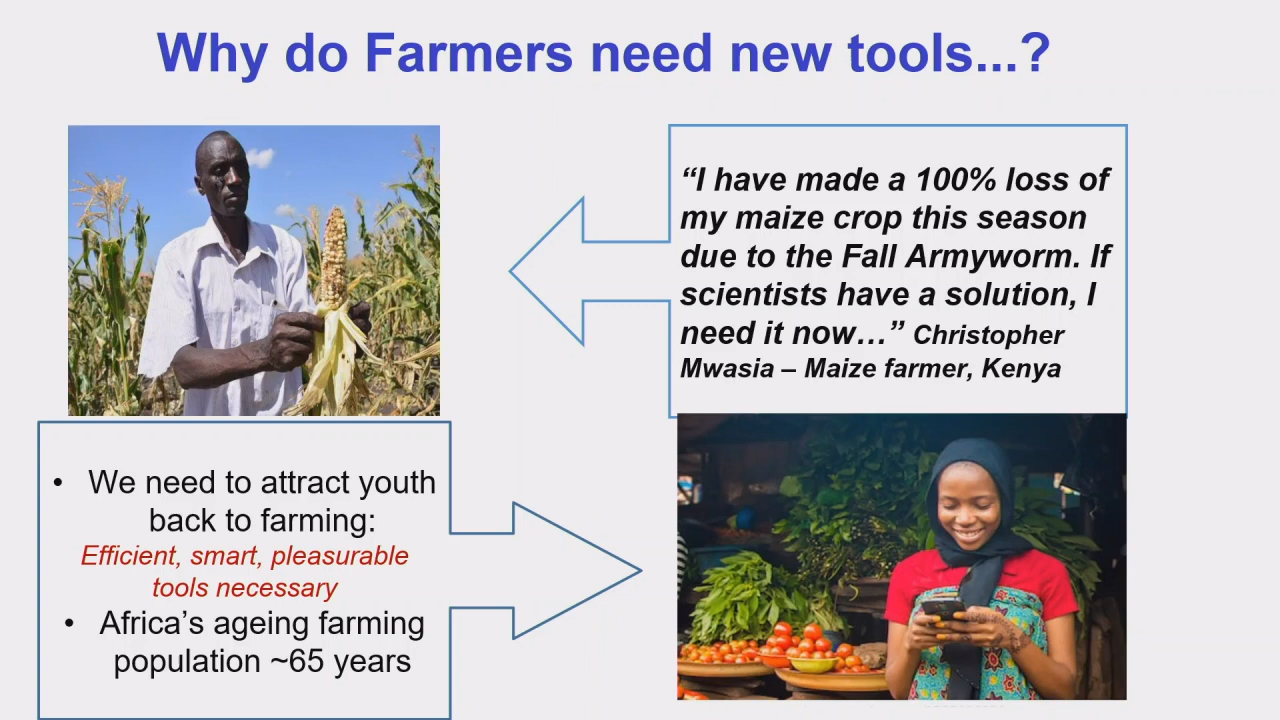 Why do Farmers need new tools...?
“I have made a 100% loss of
my maize crop this season
due to the Fall Armyworm. If
scientists have a solution, I
need it now…” Christopher
Mwasia – Maize farmer, Kenya
• We need to attract youth
back to farming:
Efficient, smart, pleasurable
tools necessary
• Africa’s ageing farming
population ~65 years